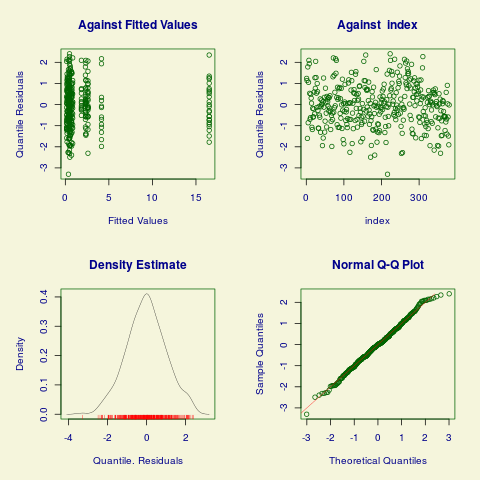 Against Fitted Values
Quantile Residuals
2
1
0
-1
-2
-3
0 5 10 15
Fitted Values
Against index
Quantile Residuals
2
1
0
-1
-2
-3
0 100 200 300
index
Density Estimate
Density
0.4
0.3
0.2
0.1
0.0
-4 -2 0 2
Quantile. Residuals
Normal Q-Q Plot
Sample Quantiles
2
1
0
-1
-2
-3
-3 -2 -1 0 1 2 3
Theoretical Quantiles